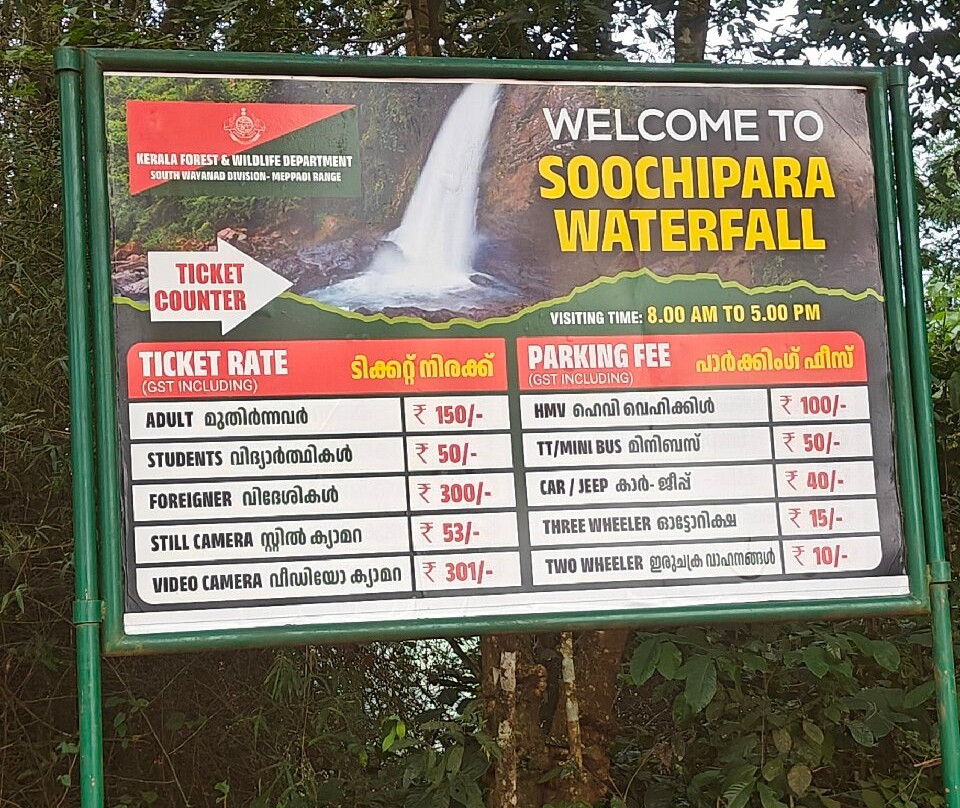 KERALA FOREST & WILDLIFE DEPARTMENT
SOUTH WAYANAD DIVISION- MEPPADI RANGE
WELCOME TO
SOOCHIPARA
WATERFALL
TICKET
COUNTER
VISITING TIME: 8.00 AM TO 5.00 PM
TICKET RATE ടിക്കറ്റ് നിരക്ക്
(GST INCLUDING)
ADULT മുതിർന്നവർ ₹ 150/-
STUDENTS വിദ്യാർത്ഥികൾ ₹ 50/-
FOREIGNER വിദേശികൾ ₹ 300/-
STILL CAMERA സ്റ്റിൽ ക്യാമറ ₹ 53/-
VIDEO CAMERA വീഡിയോ ക്യാമറ ₹ 301/-
PARKING FEE പാർക്കിംഗ് ഫീസ്
(GST INCLUDING)
HMV ഹെവി വെഹിക്കിൾ ₹ 100/-
TT/MINI BUS മിനിബസ് ₹ 50/-
CAR / JEEP കാർ- ജീപ്പ് ₹ 40/-
THREE WHEELER ഓട്ടോറിക്ഷ ₹ 15/-
TWO WHEELER ഇരുചക്ര വാഹനങ്ങൾ ₹ 10/-